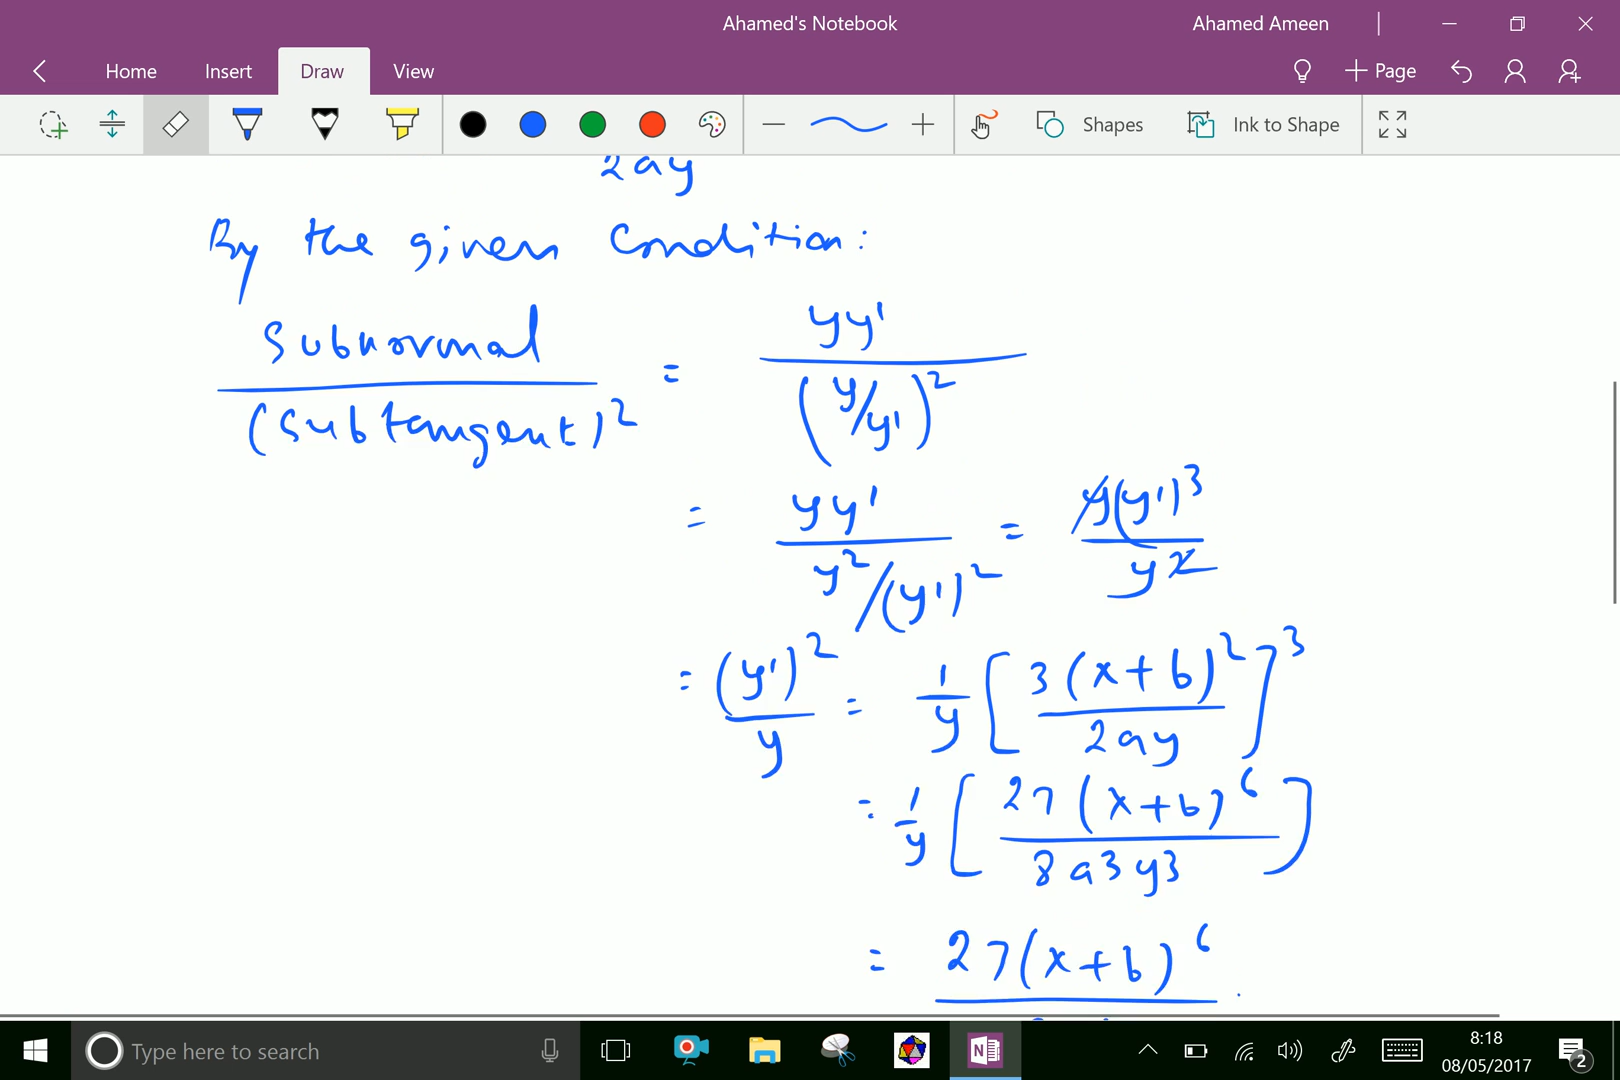 Ahamed's Notebook
Ahamed Ameen
Home Insert Draw View
Page
Shapes Ink to Shape
2ay
By the given Condition:
Subnormal / (Subtangent)² = yy' / (y/y')²
= yy' / y²/(y')² = y(y')³ / y²
= (y')² / y = 1/y [3(x+b)² / 2ay]³
= 1/y [27(x+b)⁶ / 8a³y³]
= 27(x+b)⁶
Type here to search
8:18
08/05/2017
2